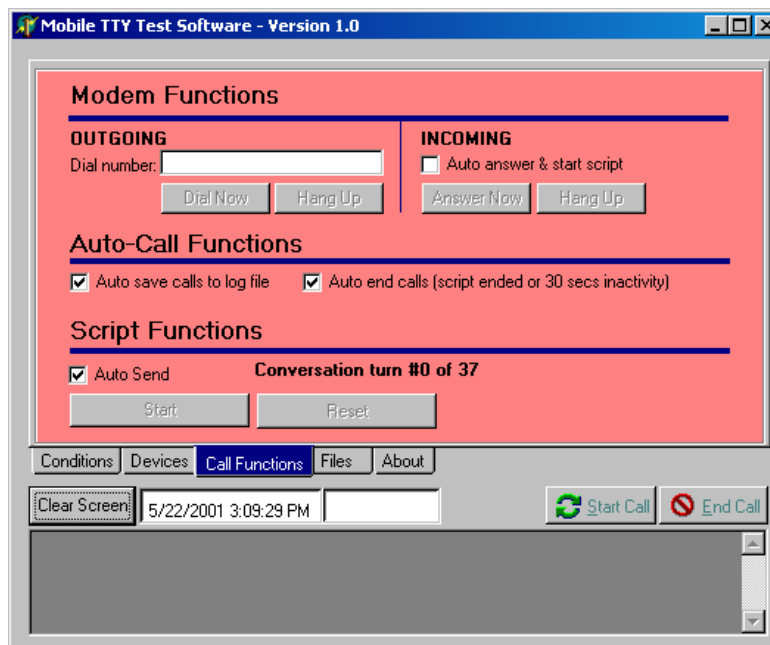 Mobile TTY Test Software - Version 1.0
Modem Functions
OUTGOING
Dial number:
Dial Now Hang Up
INCOMING
Auto answer & start script
Answer Now Hang Up
Auto-Call Functions
Auto save calls to log file Auto end calls (script ended or 30 secs inactivity)
Script Functions
Auto Send Conversation turn #0 of 37
Start Reset
Conditions Devices Call Functions Files About
Clear Screen 5/22/2001 3:09:29 PM Start Call End Call